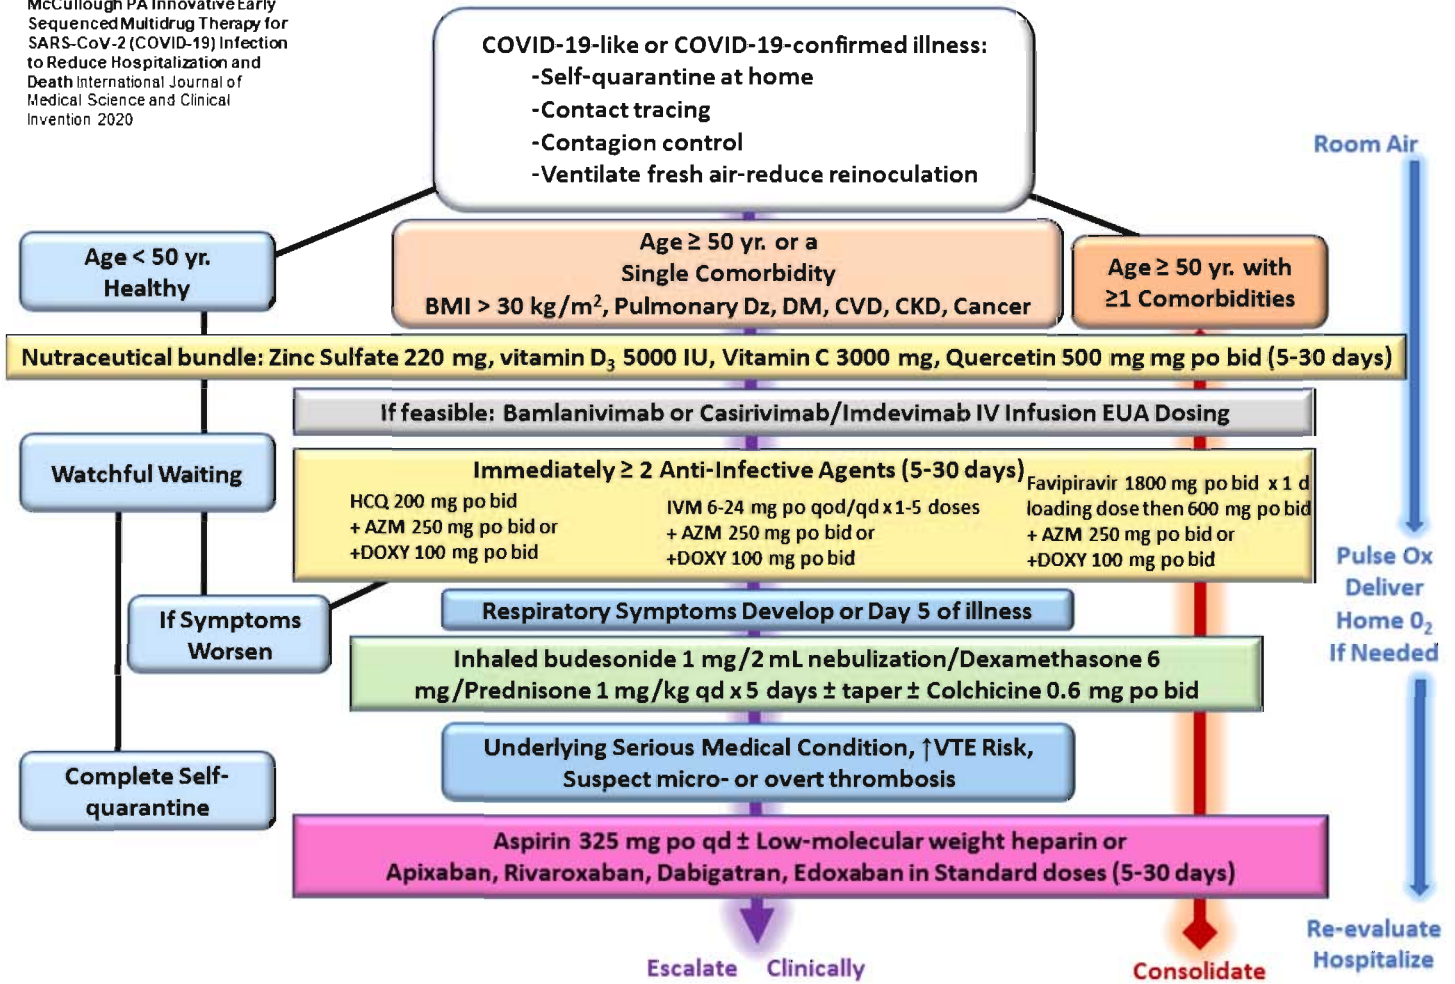 McCullough PA Innovative Early
Sequenced Multidrug Therapy for
SARS-CoV-2 (COVID-19) Infection
to Reduce Hospitalization and
Death International Journal of
Medical Science and Clinical
Invention 2020
COVID-19-like or COVID-19-confirmed illness:
-Self-quarantine at home
-Contact tracing
-Contagion control
-Ventilate fresh air-reduce reinoculation
Room Air
Age < 50 yr.
Healthy
Age ≥ 50 yr. or a
Single Comorbidity
BMI > 30 kg/m², Pulmonary Dz, DM, CVD, CKD, Cancer
Age ≥ 50 yr. with
≥1 Comorbidities
Nutraceutical bundle: Zinc Sulfate 220 mg, vitamin D₃ 5000 IU, Vitamin C 3000 mg, Quercetin 500 mg mg po bid (5-30 days)
If feasible: Bamlanivimab or Casirivimab/Imdevimab IV Infusion EUA Dosing
Watchful Waiting
Immediately ≥ 2 Anti-Infective Agents (5-30 days)
HCQ 200 mg po bid
+ AZM 250 mg po bid or
+DOXY 100 mg po bid
IVM 6-24 mg po qod/qd x 1-5 doses
+ AZM 250 mg po bid or
+DOXY 100 mg po bid
Favipiravir 1800 mg po bid x 1 d
loading dose then 600 mg po bid
+ AZM 250 mg po bid or
+DOXY 100 mg po bid
Pulse Ox
Deliver
Home 0₂
If Needed
If Symptoms
Worsen
Respiratory Symptoms Develop or Day 5 of illness
Inhaled budesonide 1 mg/2 mL nebulization/Dexamethasone 6
mg/Prednisone 1 mg/kg qd x 5 days ± taper ± Colchicine 0.6 mg po bid
Underlying Serious Medical Condition, ↑VTE Risk,
Suspect micro- or overt thrombosis
Complete Self-
quarantine
Aspirin 325 mg po qd ± Low-molecular weight heparin or
Apixaban, Rivaroxaban, Dabigatran, Edoxaban in Standard doses (5-30 days)
Escalate Clinically
Consolidate
Re-evaluate
Hospitalize